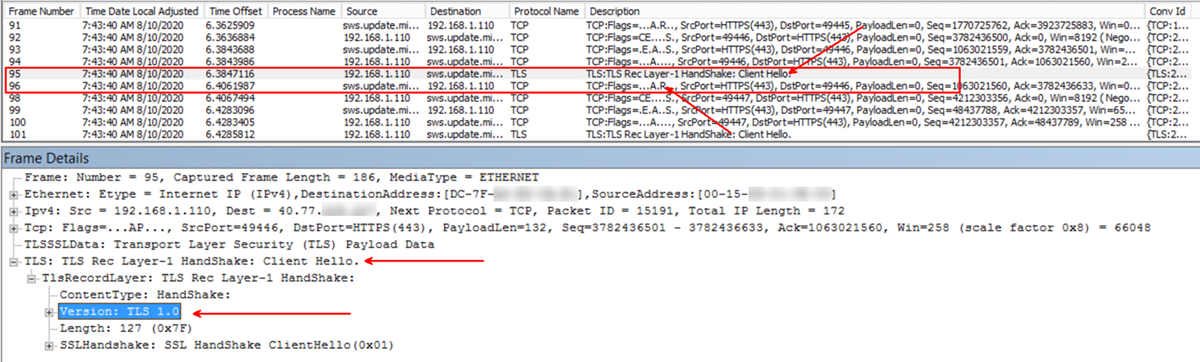 Frame Number Time Date Local Adjusted Time Offset Process Name Source Destination Protocol Name Description Conv Id
91 7:43:40 AM 8/10/2020 6.3625909 sws.update.mi... 192.168.1.110 TCP TCP:Flags=...A.R.., SrcPort=HTTPS(443), DstPort=49445, PayloadLen=0, Seq=1770725762, Ack=3923725883, Win=0... {TCP:1...
92 7:43:40 AM 8/10/2020 6.3636884 192.168.1.110 sws.update.mi... TCP TCP:Flags=CE....S., SrcPort=49446, DstPort=HTTPS(443), PayloadLen=0, Seq=3782436500, Ack=0, Win=8192 ( Nego... {TCP:2...
93 7:43:40 AM 8/10/2020 6.3843688 sws.update.mi... 192.168.1.110 TCP TCP:Flags=.E.A..S., SrcPort=HTTPS(443), DstPort=49446, PayloadLen=0, Seq=1063021559, Ack=3782436501, Win=... {TCP:2...
94 7:43:40 AM 8/10/2020 6.3843986 192.168.1.110 sws.update.mi... TCP TCP:Flags=...A...., SrcPort=49446, DstPort=HTTPS(443), PayloadLen=0, Seq=3782436501, Ack=1063021560, Win=... {TCP:2...
95 7:43:40 AM 8/10/2020 6.3847116 192.168.1.110 sws.update.mi... TLS TLS:TLS Rec Layer-1 HandShake: Client Hello. {TLS:2...
96 7:43:40 AM 8/10/2020 6.4061987 sws.update.mi... 192.168.1.110 TCP TCP:Flags=...A.R.., SrcPort=HTTPS(443), DstPort=49446, PayloadLen=0, Seq=1063021560, Ack=3782436633, Win=0... {TCP:2...
98 7:43:40 AM 8/10/2020 6.4067494 192.168.1.110 sws.update.mi... TCP TCP:Flags=CE....S., SrcPort=49447, DstPort=HTTPS(443), PayloadLen=0, Seq=4212303356, Ack=0, Win=8192 ( Nego... {TCP:2...
99 7:43:40 AM 8/10/2020 6.4283096 sws.update.mi... 192.168.1.110 TCP TCP:Flags=.E.A..S., SrcPort=HTTPS(443), DstPort=49447, PayloadLen=0, Seq=48437788, Ack=4212303357, Win=65... {TCP:2...
100 7:43:40 AM 8/10/2020 6.4283405 192.168.1.110 sws.update.mi... TCP TCP:Flags=...A...., SrcPort=49447, DstPort=HTTPS(443), PayloadLen=0, Seq=4212303357, Ack=48437789, Win=258 ... {TCP:2...
101 7:43:40 AM 8/10/2020 6.4285812 192.168.1.110 sws.update.mi... TLS TLS:TLS Rec Layer-1 HandShake: Client Hello. {TLS:2...
Frame Details
Frame: Number = 95, Captured Frame Length = 186, MediaType = ETHERNET
Ethernet: Etype = Internet IP (IPv4),DestinationAddress:[DC-7F- ],SourceAddress:[00-15- ]
Ipv4: Src = 192.168.1.110, Dest = 40.77. , Next Protocol = TCP, Packet ID = 15191, Total IP Length = 172
Tcp: Flags=...AP..., SrcPort=49446, DstPort=HTTPS(443), PayloadLen=132, Seq=3782436501 - 3782436633, Ack=1063021560, Win=258 (scale factor 0x8) = 66048
TLSSSLData: Transport Layer Security (TLS) Payload Data
TLS: TLS Rec Layer-1 HandShake: Client Hello.
TlsRecordLayer: TLS Rec Layer-1 HandShake:
ContentType: HandShake:
Version: TLS 1.0
Length: 127 (0x7F)
SSLHandshake: SSL HandShake ClientHello(0x01)